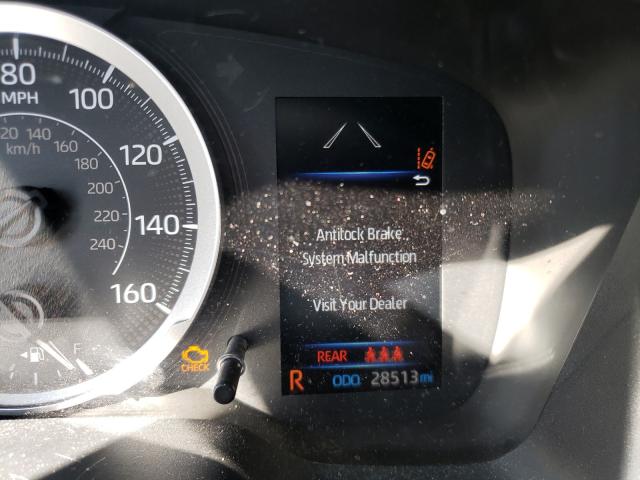 80
MPH
100
120
140
160
120 140 160
km/h
180
200
220
240
F
CHECK
Antilock Brake
System Malfunction
Visit Your Dealer
REAR
R ODO 28513 mi